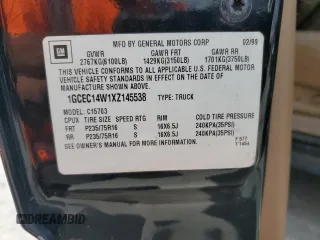 GM
MFD BY GENERAL MOTORS CORP 02/99
GVWR GAWR FRT GAWR RR
2767KG(6100LB) 1429KG(3150LB) 1701KG(3750LB)
THIS VEHICLE CONFORMS TO ALL APPLICABLE U.S. FEDERAL
MOTOR VEHICLE SAFETY STANDARDS IN EFFECT ON THE DATE
OF MANUFACTURE SHOWN ABOVE.
1GCEC14W1XZ145538 TYPE: TRUCK
MODEL: C15703
TIRE SIZE SPEED RTG RIM COLD TIRE PRESSURE
FRT P235/75R16 S 16X6.5J 240KPA(35PSI)
RR P235/75R16 S 16X6.5J 240KPA(35PSI)
SEE OWNER'S MANUAL FOR MORE INFORMATION.
DREAMBID